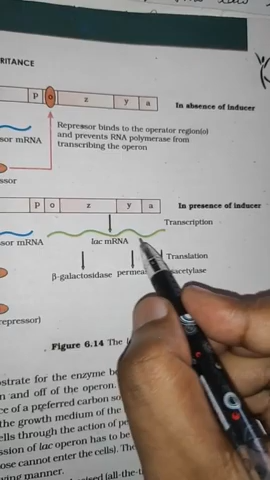 RITANCE
p o z y a
In absence of inducer
Repressor binds to the operator region(o)
and prevents RNA polymerase from
transcribing the operon
sor mRNA
ssor
p o z y a
In presence of inducer
Transcription
sor mRNA
lac mRNA
Translation
β-galactosidase permea
acetylase
repressor)
Figure 6.14 The
strate for the enzyme be
n and off of the operon.
ce of a preferred carbon so
the growth medium of the
ells through the action of pe
ssion of lac operon has to be
ose cannot enter the cells). The
ying manner.